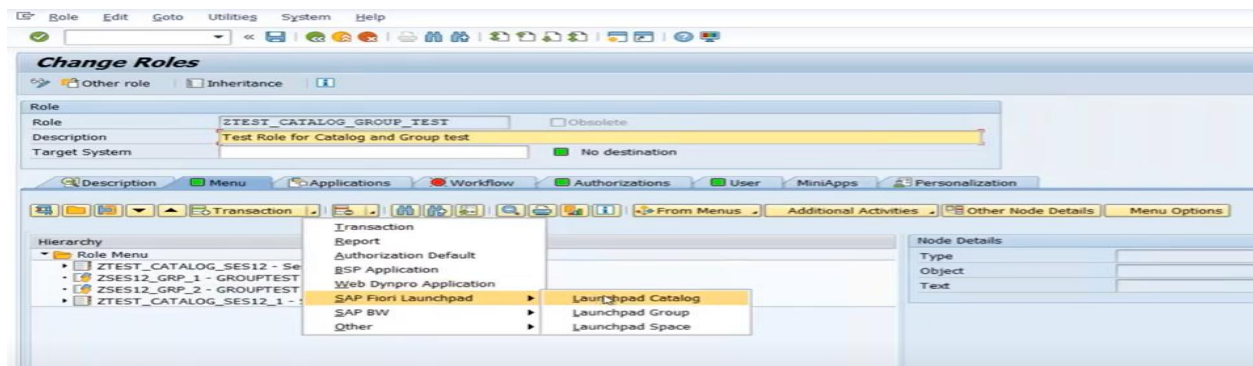 Role Edit Goto Utilities System Help
Change Roles
Other role Inheritance
Role
Role ZTEST_CATALOG_GROUP_TEST Obsolete
Description Test Role for Catalog and Group test
Target System No destination
Description Menu Applications Workflow Authorizations User MiniApps Personalization
Transaction From Menus Additional Activities Other Node Details Menu Options
Hierarchy
Role Menu
ZTEST_CATALOG_SES12 - Se
ZSES12_GRP_1 - GROUPTEST
ZSES12_GRP_2 - GROUPTEST
ZTEST_CATALOG_SES12_1 -
Transaction
Report
Authorization Default
BSP Application
Web Dynpro Application
SAP Fiori Launchpad
SAP BW
Other
Launchpad Catalog
Launchpad Group
Launchpad Space
Node Details
Type
Object
Text